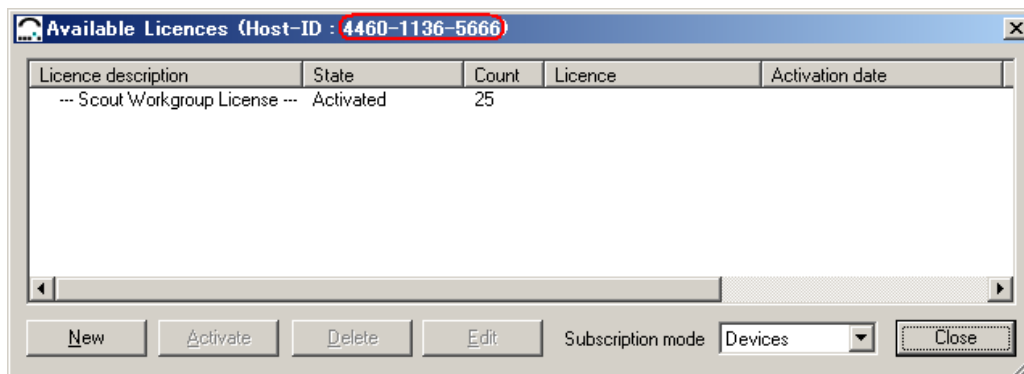 Available Licences (Host-ID : 4460-1136-5666)
Licence description State Count Licence Activation date
--- Scout Workgroup License --- Activated 25
New Activate Delete Edit Subscription mode Devices Close